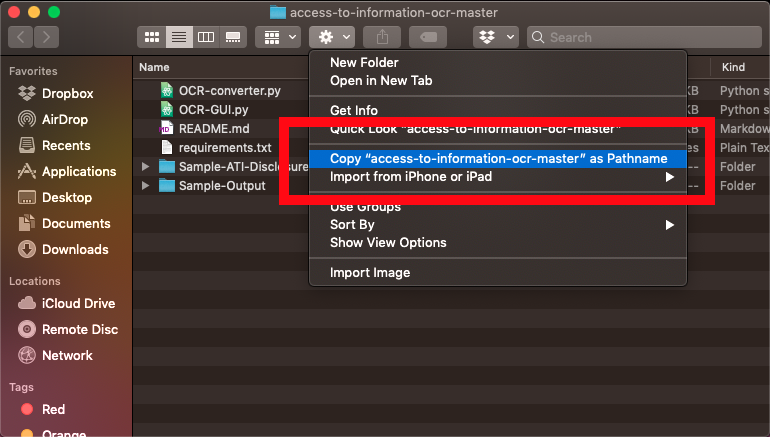 access-to-information-ocr-master
Search
Favorites
Dropbox
AirDrop
Recents
Applications
Desktop
Documents
Downloads
Locations
iCloud Drive
Remote Disc
Network
Tags
Red
Orange
Name
Kind
OCR-converter.py
KB
Python s
OCR-GUI.py
KB
Python s
README.md
KB
Markdow
requirements.txt
es
Plain Tex
Sample-ATI-Disclosure
--
Folder
Sample-Output
--
Folder
New Folder
Open in New Tab
Get Info
Quick Look “access-to-information-ocr-master”
Copy “access-to-information-ocr-master” as Pathname
Import from iPhone or iPad
Use Groups
Sort By
Show View Options
Import Image